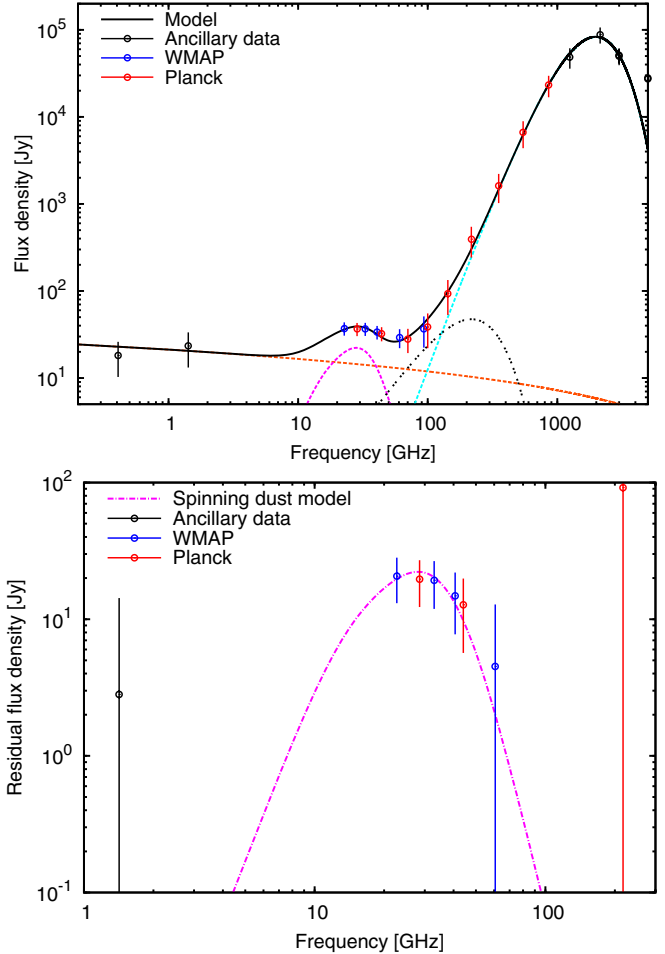 Model
Ancillary data
WMAP
Planck
Flux density [Jy]
10^5
10^4
10^3
10^2
10^1
1 10 100 1000
Frequency [GHz]
Spinning dust model
Ancillary data
WMAP
Planck
Residual flux density [Jy]
10^2
10^1
10^0
10^-1
1 10 100
Frequency [GHz]